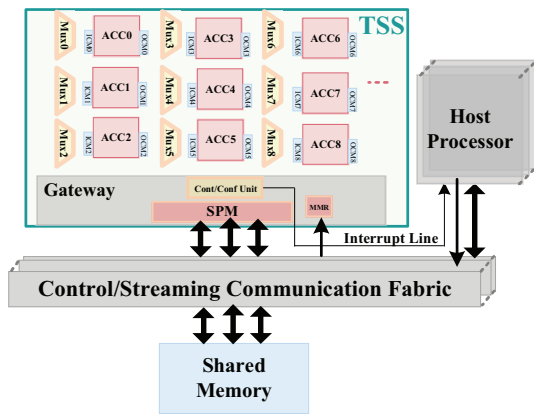 TSS
Mux0 ICM0 ACC0 OCM0
Mux3 ICM3 ACC3 OCM3
Mux6 ICM6 ACC6 OCM6
Mux1 ICM1 ACC1 OCM1
Mux4 ICM4 ACC4 OCM4
Mux7 ICM7 ACC7 OCM7
Mux2 ICM2 ACC2 OCM2
Mux5 ICM5 ACC5 OCM5
Mux8 ICM8 ACC8 OCM8
Host
Processor
Gateway
Cont/Conf Unit
SPM
MMR
Interrupt Line
Control/Streaming Communication Fabric
Shared
Memory